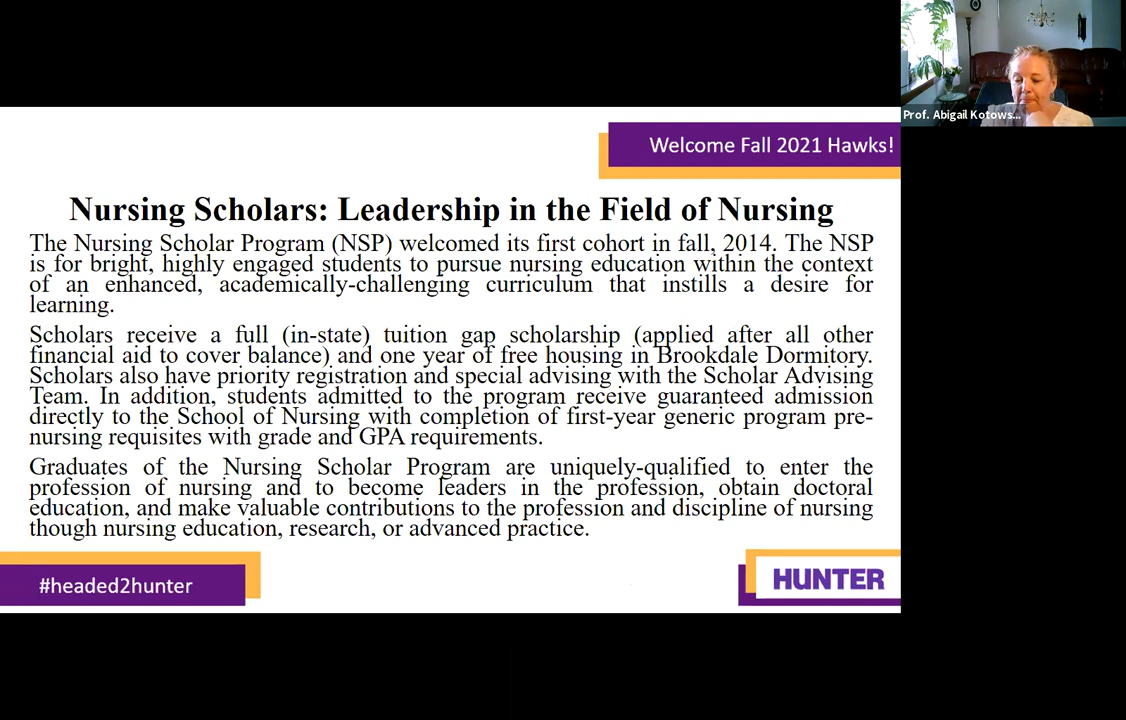 Prof. Abigail Kotows...
Welcome Fall 2021 Hawks!
Nursing Scholars: Leadership in the Field of Nursing
The Nursing Scholar Program (NSP) welcomed its first cohort in fall, 2014. The NSP
is for bright, highly engaged students to pursue nursing education within the context
of an enhanced, academically-challenging curriculum that instills a desire for
learning.
Scholars receive a full (in-state) tuition gap scholarship (applied after all other
financial aid to cover balance) and one year of free housing in Brookdale Dormitory.
Scholars also have priority registration and special advising with the Scholar Advising
Team. In addition, students admitted to the program receive guaranteed admission
directly to the School of Nursing with completion of first-year generic program pre-
nursing requisites with grade and GPA requirements.
Graduates of the Nursing Scholar Program are uniquely-qualified to enter the
profession of nursing and to become leaders in the profession, obtain doctoral
education, and make valuable contributions to the profession and discipline of nursing
though nursing education, research, or advanced practice.
#headed2hunter
HUNTER